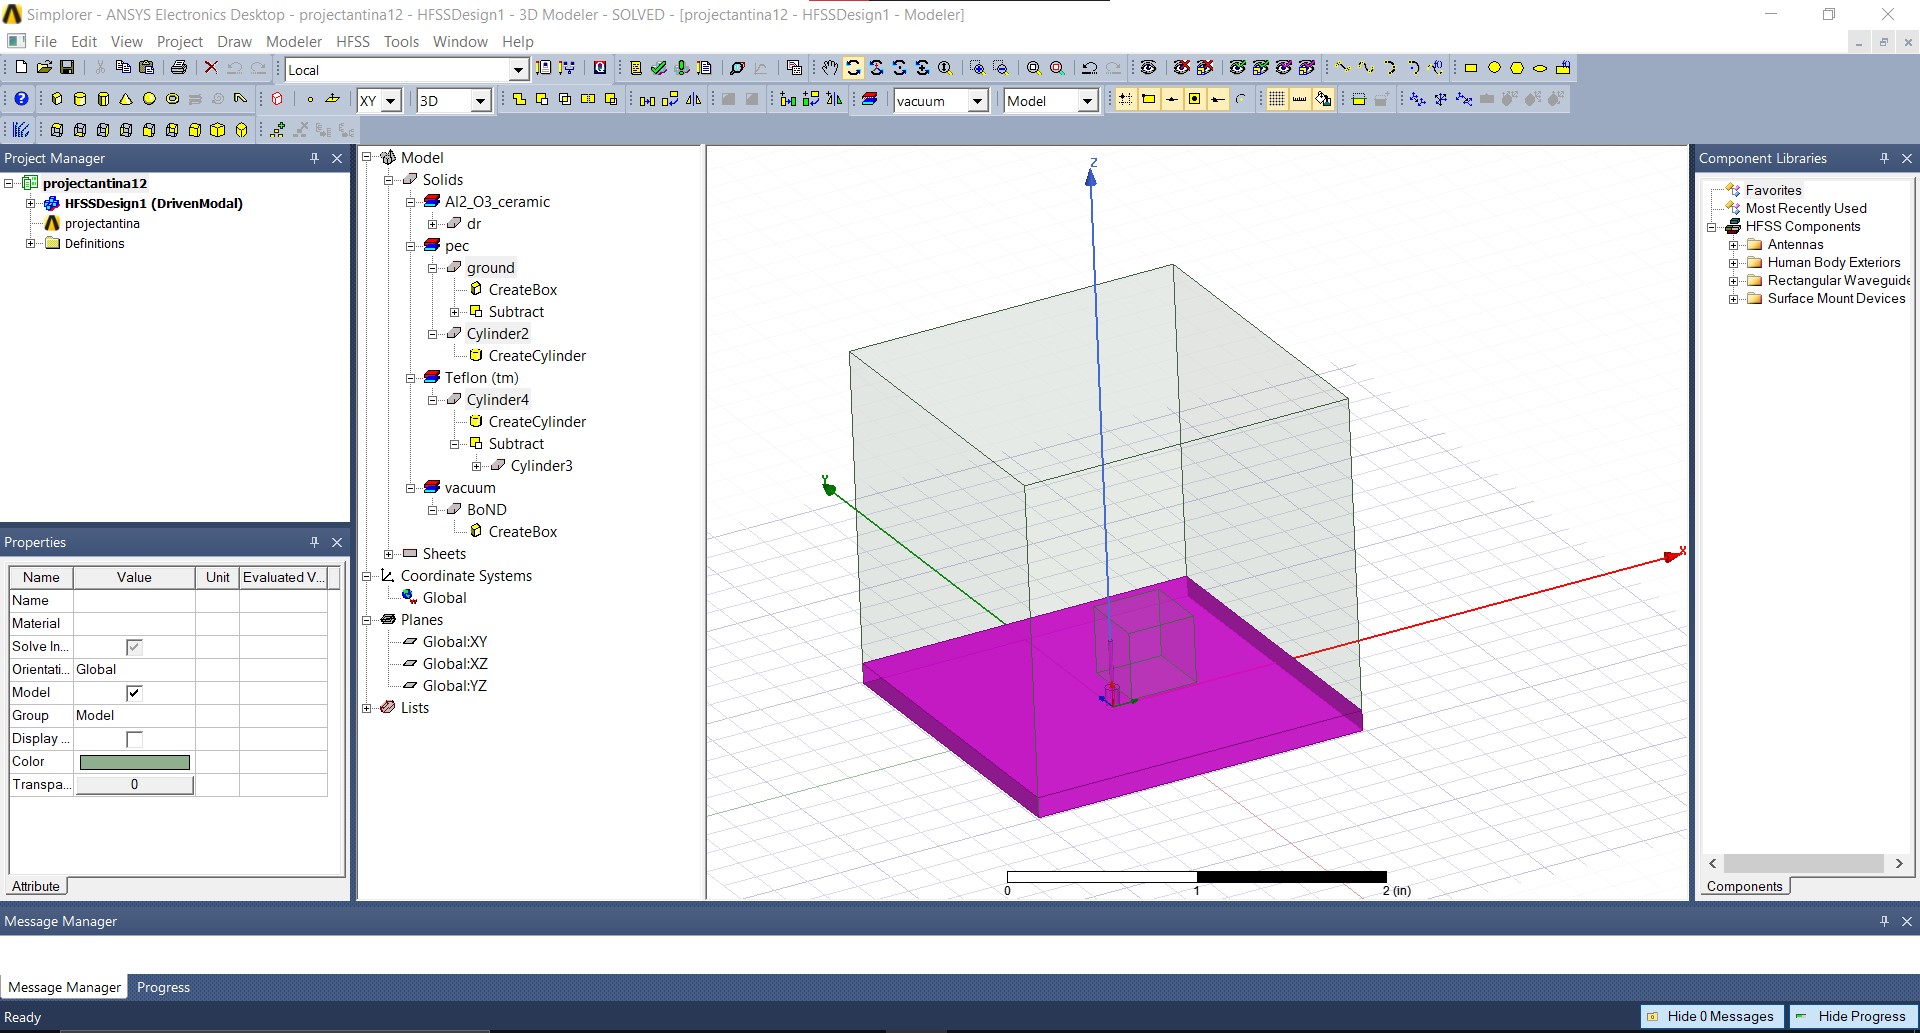 Simplorer - ANSYS Electronics Desktop - projectantina12 - HFSSDesign1 - 3D Modeler - SOLVED - [projectantina12 - HFSSDesign1 - Modeler]
File Edit View Project Draw Modeler HFSS Tools Window Help
Local
XY 3D vacuum Model
Project Manager
projectantina12
HFSSDesign1 (DrivenModal)
projectantina
Definitions
Properties
Name Value Unit Evaluated V...
Name
Material
Solve In...
Orientati... Global
Model
Group Model
Display ...
Color
Transpa... 0
Attribute
Model
Solids
Al2_O3_ceramic
dr
pec
ground
CreateBox
Subtract
Cylinder2
CreateCylinder
Teflon (tm)
Cylinder4
CreateCylinder
Subtract
Cylinder3
vacuum
BoND
CreateBox
Sheets
Coordinate Systems
Global
Planes
Global:XY
Global:XZ
Global:YZ
Lists
Z
Y
X
0 1 2 (in)
Component Libraries
Favorites
Most Recently Used
HFSS Components
Antennas
Human Body Exteriors
Rectangular Waveguide
Surface Mount Devices
Components
Message Manager
Message Manager Progress
Ready
Hide 0 Messages Hide Progress